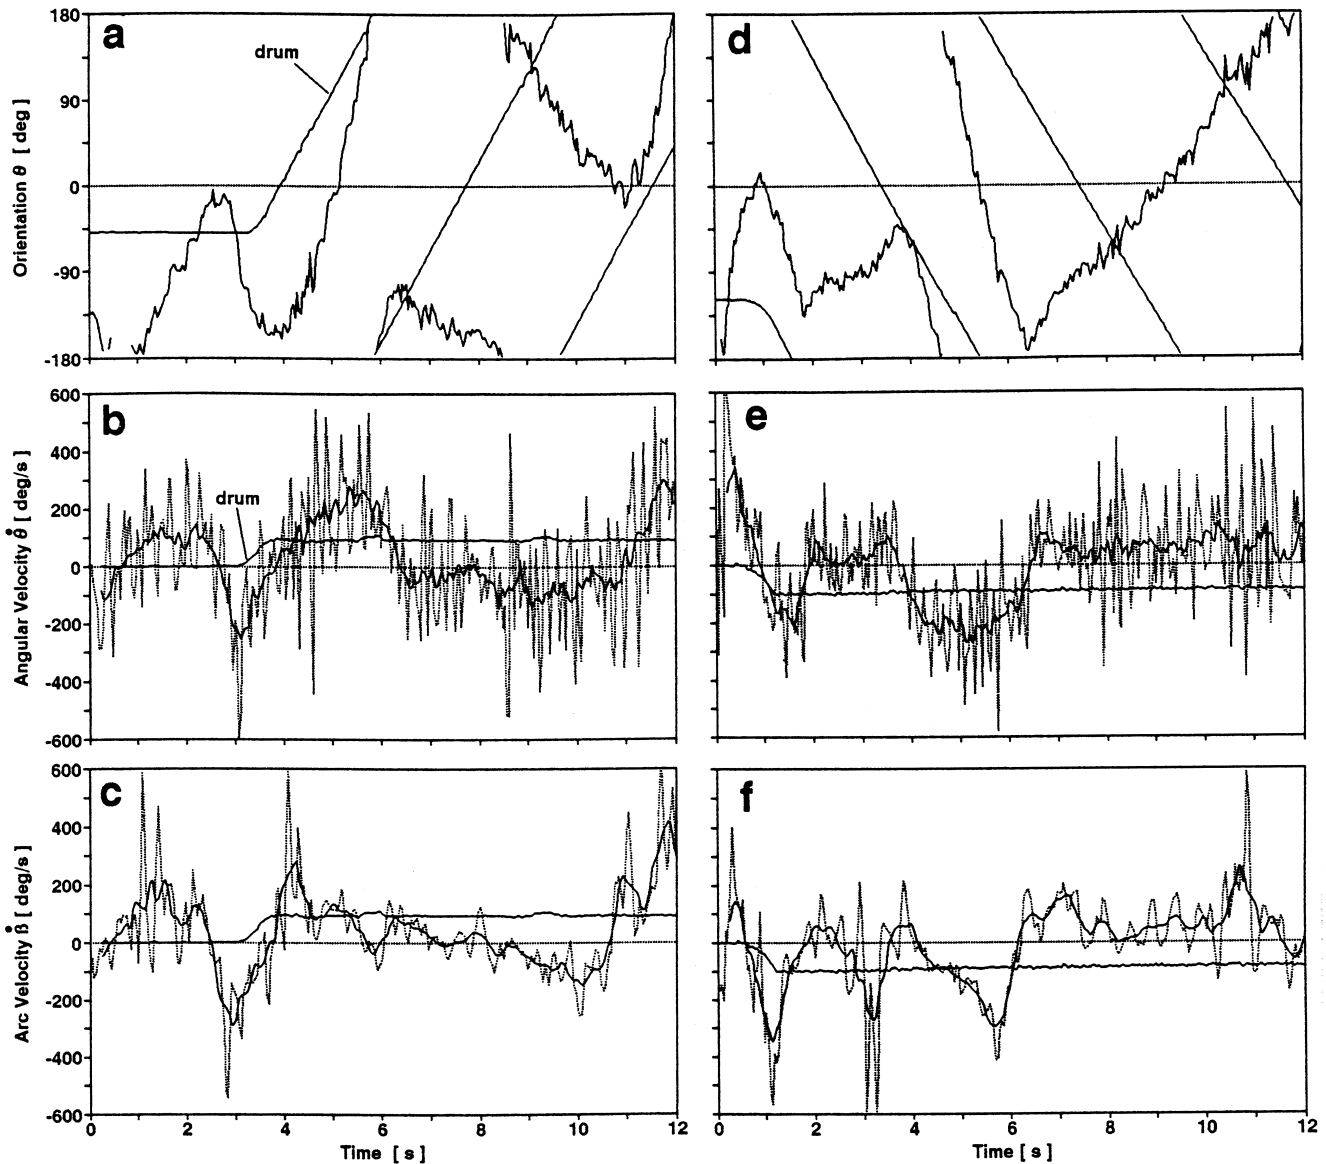 a
drum
180
90
0
-90
-180
Orientation θ [ deg]
d
b
drum
600
400
200
0
-200
-400
-600
Angular Velocity θ̇ [ deg/s]
e
c
600
400
200
0
-200
-400
-600
Arc Velocity β̇ [ deg/s]
f
0 2 4 6 8 10 12
Time [ s]
0 2 4 6 8 10 12
Time [ s]